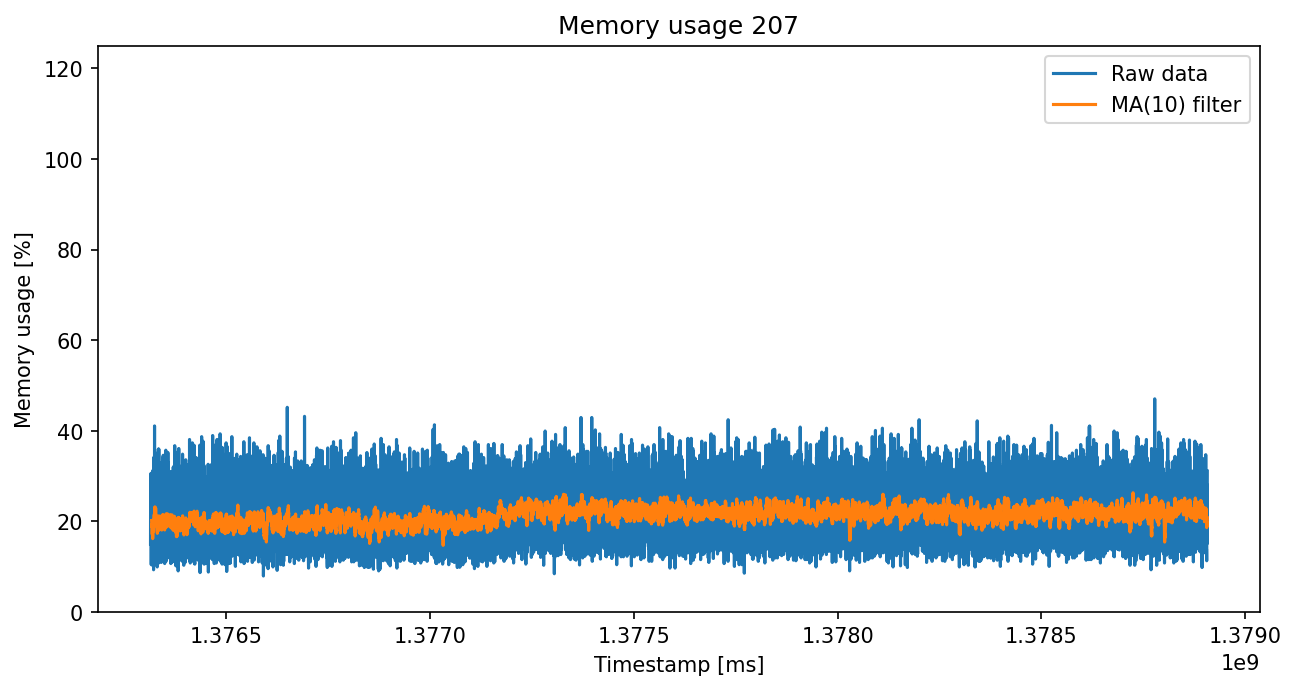 Memory usage 207
Raw data
MA(10) filter
Memory usage [%]
120
100
80
60
40
20
0
1.3765 1.3770 1.3775 1.3780 1.3785 1.3790
1e9
Timestamp [ms]